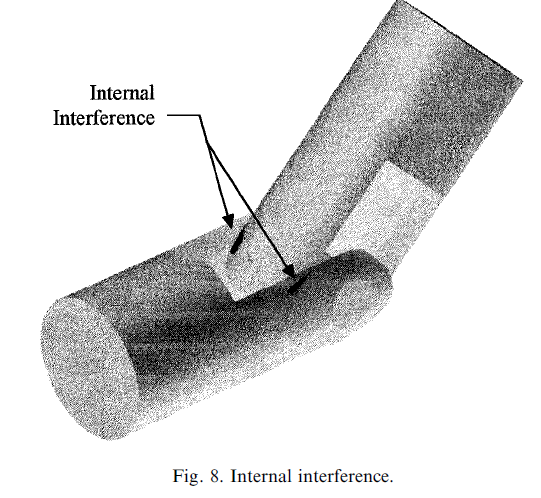 Internal
Interference
Fig. 8. Internal interference.